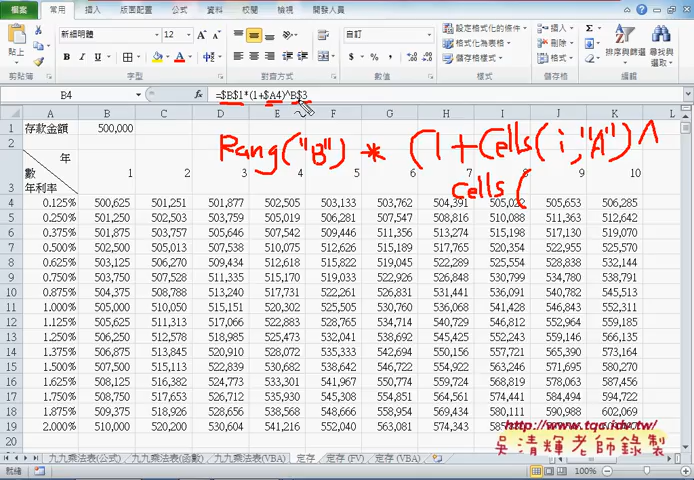 檔案 常用 插入 版面配置 公式 資料 校閱 檢視 開發人員
新細明體 12 自訂 設定格式化的條件
格式化為表格
貼上 儲存格樣式 排序與篩選 尋找與選取
剪貼簿 字型 對齊方式 數值 樣式 編輯
B4 =$B$1*(1+$A4)^B$3
A B C D E F G H I J K L
1 存款金額 500,000
Rang("B") * (1+Cells(i,"A")^
cells(
2 年
數 1 2 3 4 5 6 7 8 9 10
3 年利率
4 0.125% 500,625 501,251 501,877 502,505 503,133 503,762 504,391 505,022 505,653 506,285
5 0.250% 501,250 502,503 503,759 505,019 506,281 507,547 508,816 510,088 511,363 512,642
6 0.375% 501,875 503,757 505,646 507,542 509,446 511,356 513,274 515,198 517,130 519,070
7 0.500% 502,500 505,013 507,538 510,075 512,626 515,189 517,765 520,354 522,955 525,570
8 0.625% 503,125 506,270 509,434 512,618 515,822 519,045 522,289 525,554 528,838 532,144
9 0.750% 503,750 507,528 511,335 515,170 519,033 522,926 526,848 530,799 534,780 538,791
10 0.875% 504,375 508,788 513,240 517,731 522,261 526,831 531,441 536,091 540,782 545,513
11 1.000% 505,000 510,050 515,151 520,302 525,505 530,760 536,068 541,428 546,843 552,311
12 1.125% 505,625 511,313 517,066 522,883 528,765 534,714 540,729 546,813 552,964 559,185
13 1.250% 506,250 512,578 518,985 525,473 532,041 538,692 545,425 552,243 559,146 566,135
14 1.375% 506,875 513,845 520,910 528,072 535,333 542,694 550,156 557,721 565,390 573,164
15 1.500% 507,500 515,113 522,839 530,682 538,642 546,722 554,923 563,246 571,695 580,270
16 1.625% 508,125 516,382 524,773 533,301 541,967 550,774 559,724 568,819 578,063 587,456
17 1.750% 508,750 517,653 526,712 535,930 545,308 554,851 564,561 574,441 584,494 594,722
18 1.875% 509,375 518,926 528,656 538,568 548,666 558,954 569,434 580,111 590,988 602,069
19 2.000% 510,000 520,200 530,604 541,216 552,040 563,081 574,343
20
http://www.tqc.idv.tw/
吳清輝老師錄製
九九乘法表(公式) 九九乘法表(函數) 九九乘法表(VBA) 定存 定存 (FV) 定存 (VBA)
就緒 100%